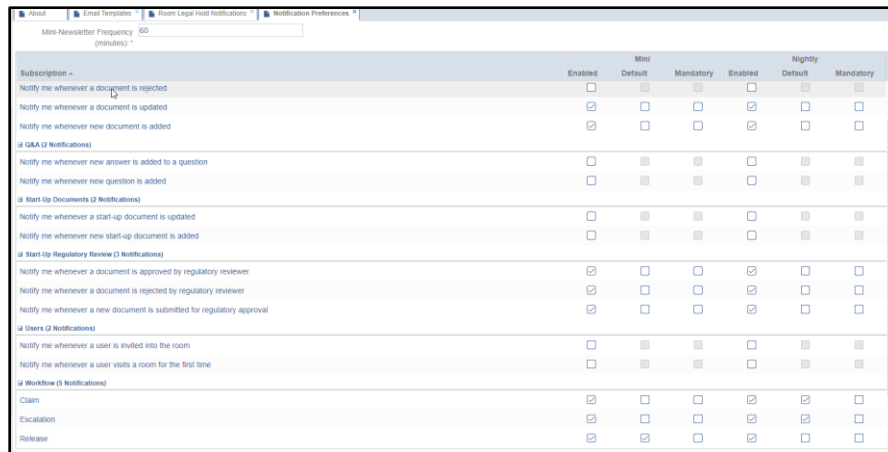 About Email Templates Room Legal Hold Notifications Notification Preferences
Mini-Newsletter Frequency 60
(minutes): *
Mini Nightly
Subscription Enabled Default Mandatory Enabled Default Mandatory
Notify me whenever a document is rejected
Notify me whenever a document is updated
Notify me whenever new document is added
Q&A (2 Notifications)
Notify me whenever new answer is added to a question
Notify me whenever new question is added
Start-Up Documents (2 Notifications)
Notify me whenever a start-up document is updated
Notify me whenever new start-up document is added
Start-Up Regulatory Review (3 Notifications)
Notify me whenever a document is approved by regulatory reviewer
Notify me whenever a document is rejected by regulatory reviewer
Notify me whenever a new document is submitted for regulatory approval
Users (2 Notifications)
Notify me whenever a user is invited into the room
Notify me whenever a user visits a room for the first time
Workflow (5 Notifications)
Claim
Escalation
Release